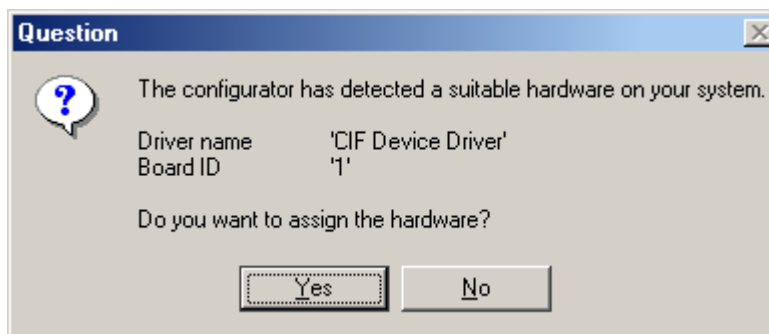 Question
The configurator has detected a suitable hardware on your system.
Driver name 'CIF Device Driver'
Board ID '1'
Do you want to assign the hardware?
Yes No